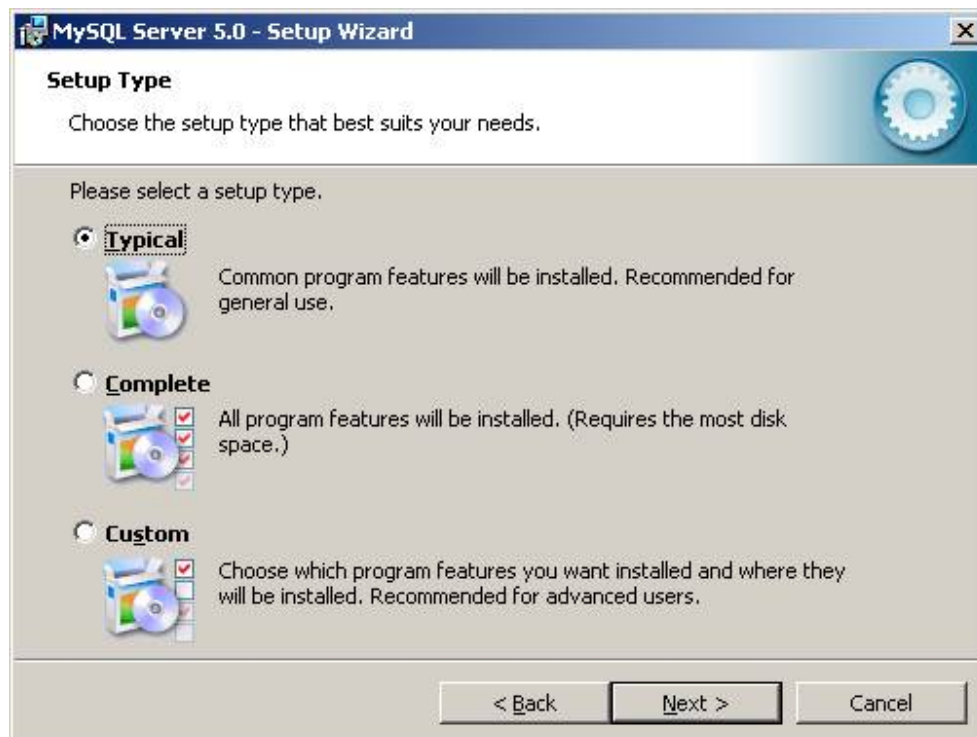 MySQL Server 5.0 - Setup Wizard
Setup Type
Choose the setup type that best suits your needs.
Please select a setup type.
Typical
Common program features will be installed. Recommended for
general use.
Complete
All program features will be installed. (Requires the most disk
space.)
Custom
Choose which program features you want installed and where they
will be installed. Recommended for advanced users.
< Back
Next >
Cancel